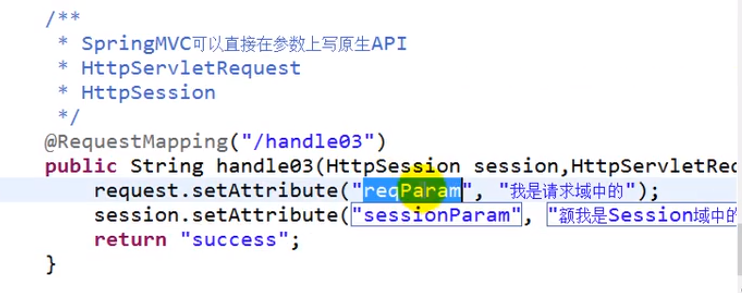 /**
* SpringMVC可以直接在参数上写原生API
* HttpServletRequest
* HttpSession
*/
@RequestMapping("/handle03")
public String handle03(HttpSession session,HttpServletReq
request.setAttribute("reqParam", "我是请求域中的");
session.setAttribute("sessionParam", "额我是Session域中的
return "success";
}